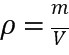 ρ = m/V